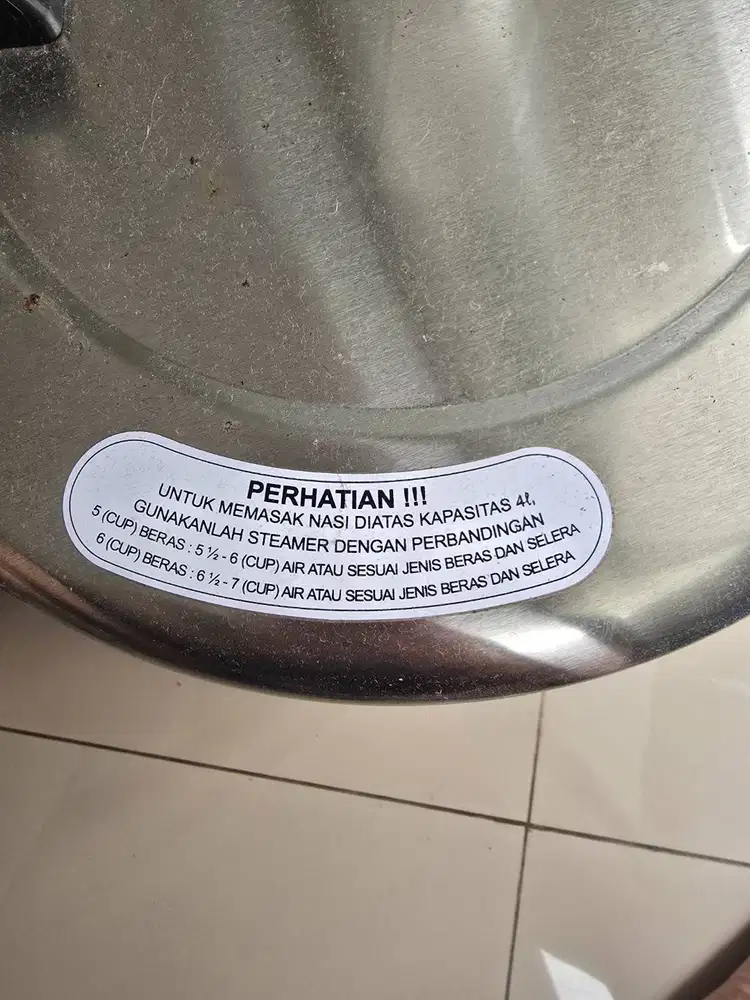 PERHATIAN !!!
UNTUK MEMASAK NASI DIATAS KAPASITAS 4ℓ,
GUNAKANLAH STEAMER DENGAN PERBANDINGAN
5 (CUP) BERAS : 5 ½ - 6 (CUP) AIR ATAU SESUAI JENIS BERAS DAN SELERA
6 (CUP) BERAS : 6 ½ - 7 (CUP) AIR ATAU SESUAI JENIS BERAS DAN SELERA